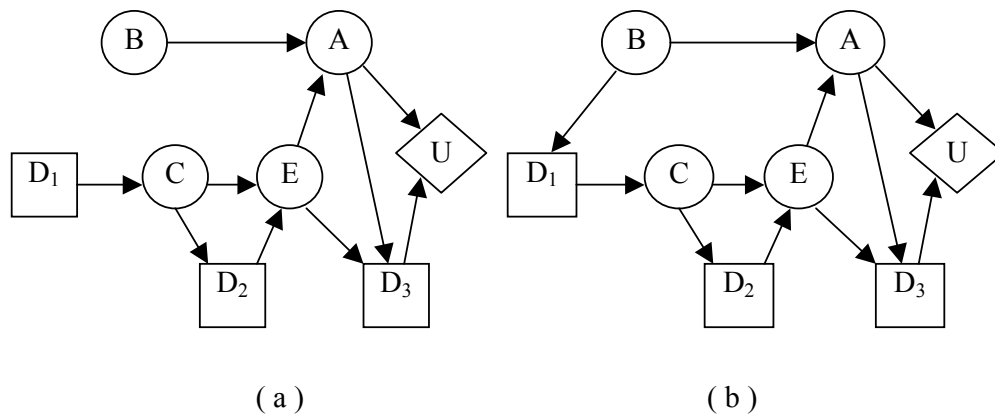 B A B A
D₁ C E U D₁ C E U
D₂ D₃ D₂ D₃
( a ) ( b )